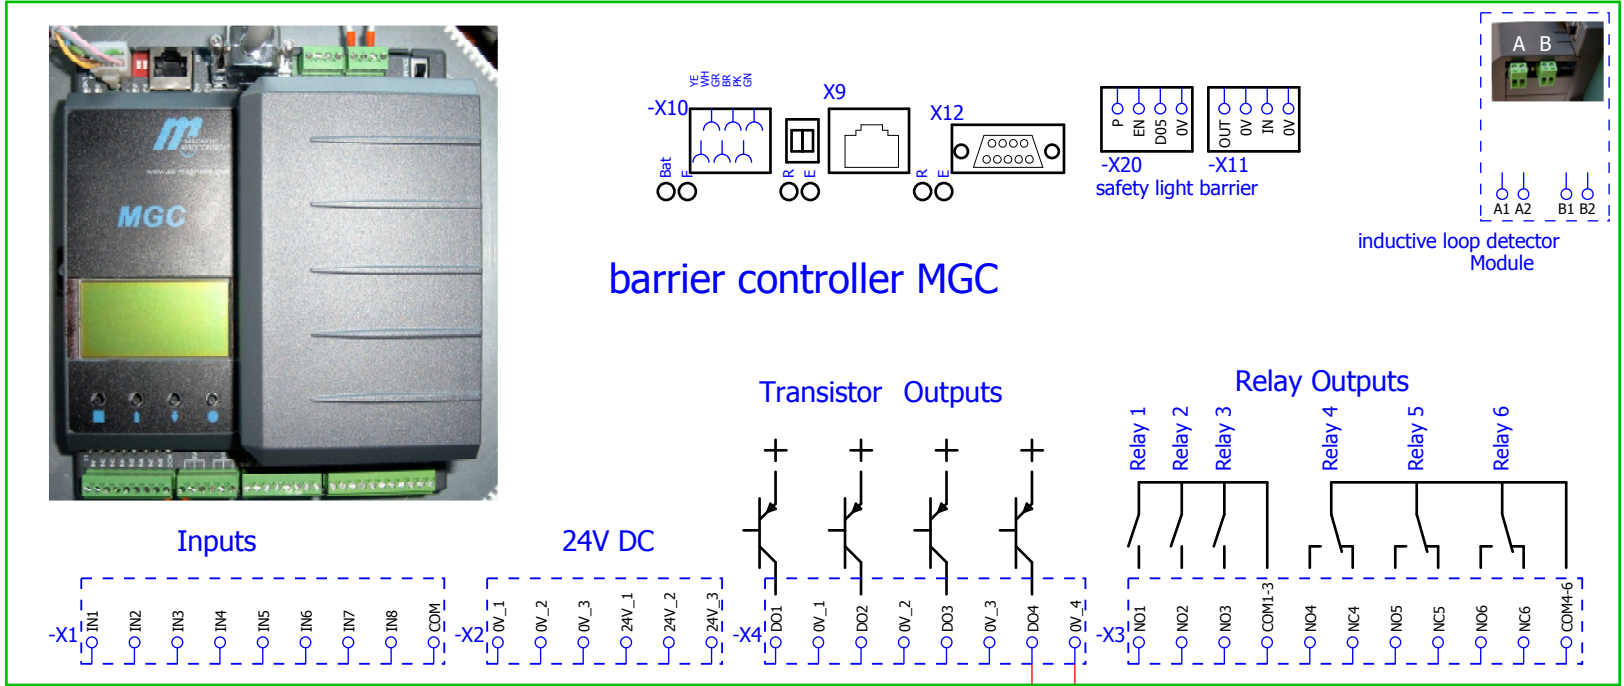 MAGNETIC
AUTOCONTROL
MGC
YE
WH
GR
BR
PK
GN
-X10
X9
X12
Bat
F
R
E
R
E
P
EN
D05
0V
OUT
0V
IN
0V
-X20
-X11
safety light barrier
A B
A1 A2 B1 B2
inductive loop detector
Module
barrier controller MGC
Transistor Outputs
Relay Outputs
Relay 1
Relay 2
Relay 3
Relay 4
Relay 5
Relay 6
Inputs
24V DC
-X1
IN1
IN2
IN3
IN4
IN5
IN6
IN7
IN8
COM
-X2
0V_1
0V_2
0V_3
24V_1
24V_2
24V_3
-X4
DO1
0V_1
DO2
0V_2
DO3
0V_3
DO4
0V_4
-X3
NO1
NO2
NO3
COM1-3
NO4
NC4
NO5
NC5
NO6
NC6
COM4-6